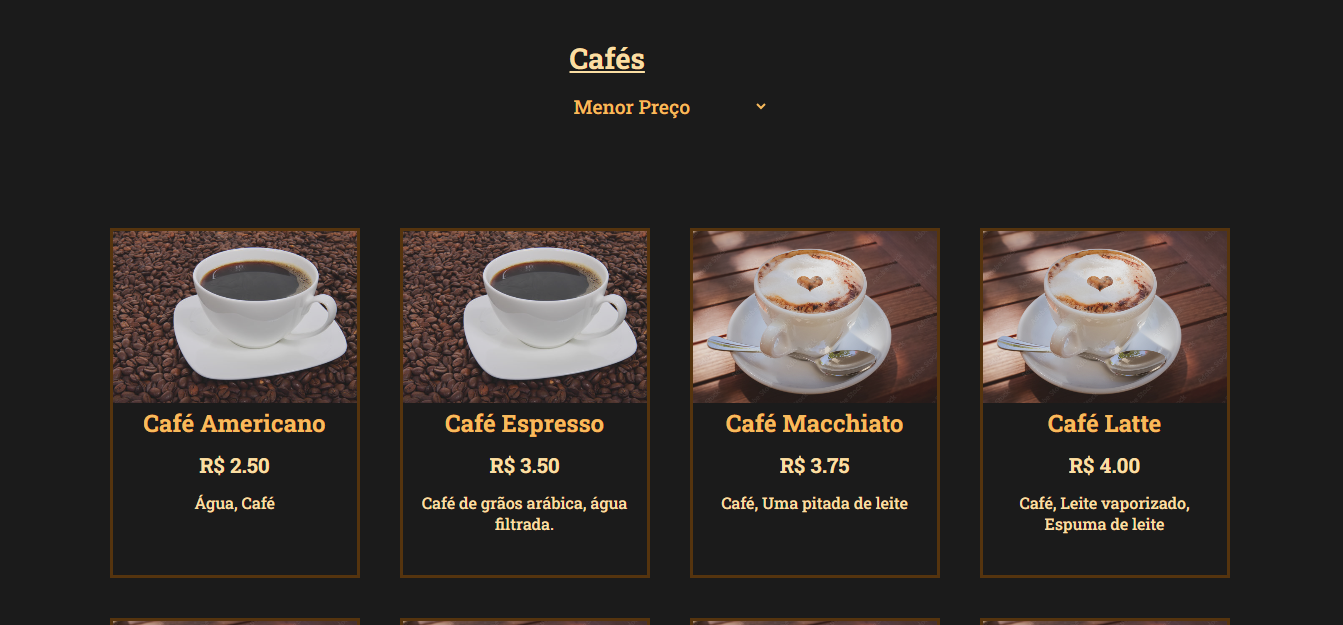 Cafés
Menor Preço
Café Americano
R$ 2.50
Água, Café
Café Espresso
R$ 3.50
Café de grãos arábica, água
filtrada.
Café Macchiato
R$ 3.75
Café, Uma pitada de leite
Café Latte
R$ 4.00
Café, Leite vaporizado,
Espuma de leite